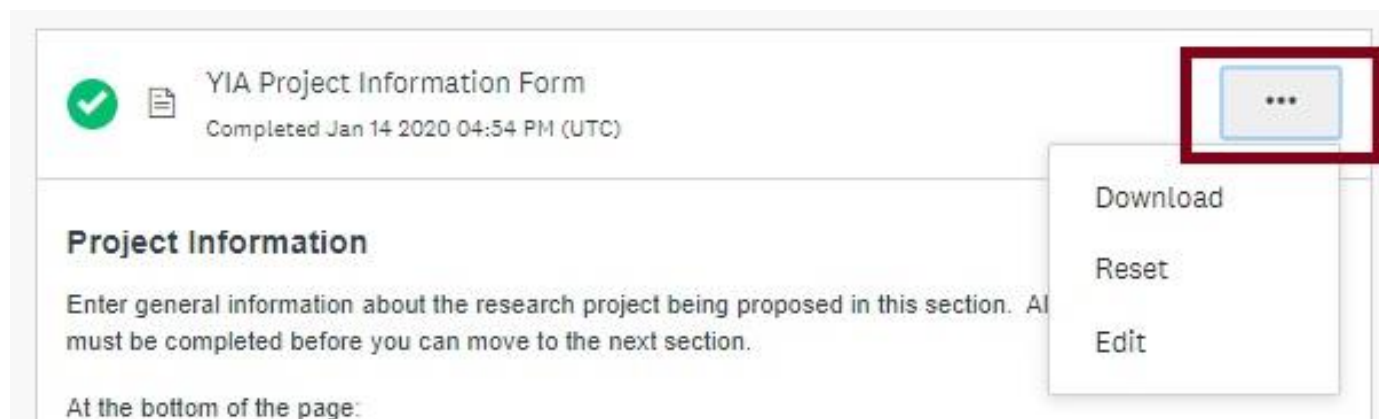 YIA Project Information Form
Completed Jan 14 2020 04:54 PM (UTC)
...
Download
Reset
Edit
Project Information
Enter general information about the research project being proposed in this section.
must be completed before you can move to the next section.
At the bottom of the page: